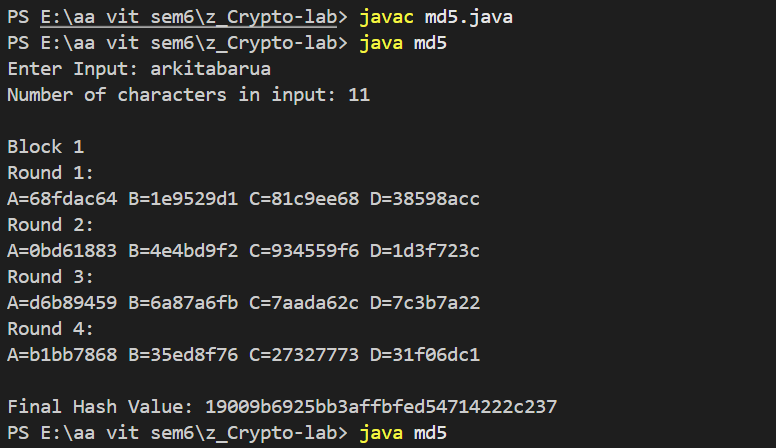 PS E:\aa vit sem6\z_Crypto-lab> javac md5.java
PS E:\aa vit sem6\z_Crypto-lab> java md5
Enter Input: arkitabarua
Number of characters in input: 11

Block 1
Round 1:
A=68fdac64 B=1e9529d1 C=81c9ee68 D=38598acc
Round 2:
A=0bd61883 B=4e4bd9f2 C=934559f6 D=1d3f723c
Round 3:
A=d6b89459 B=6a87a6fb C=7aada62c D=7c3b7a22
Round 4:
A=b1bb7868 B=35ed8f76 C=27327773 D=31f06dc1

Final Hash Value: 19009b6925bb3affbfed54714222c237
PS E:\aa vit sem6\z_Crypto-lab> java md5